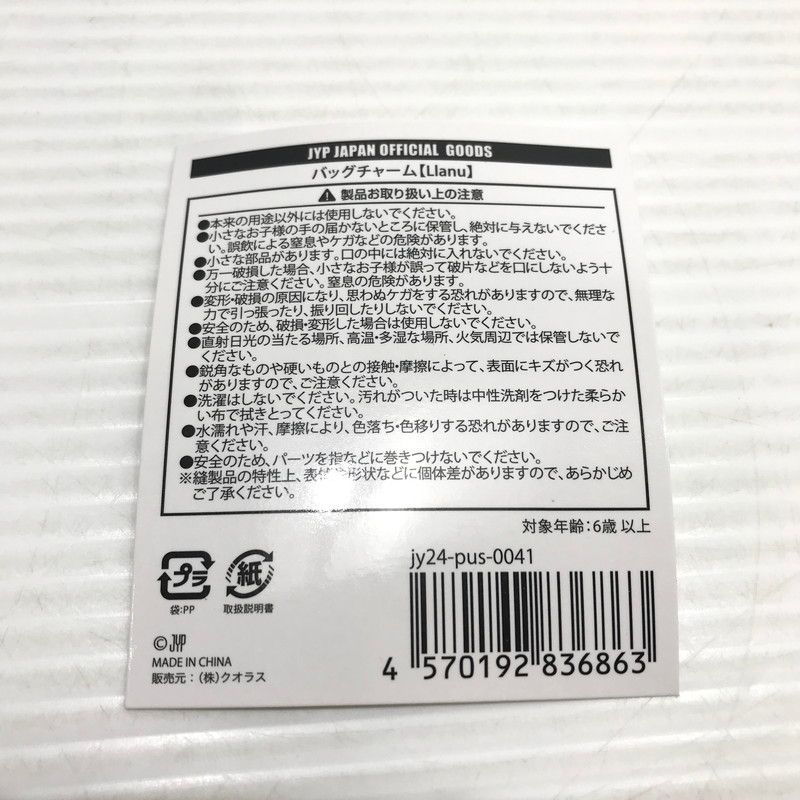 JYP JAPAN OFFICIAL GOODS
バッグチャーム【Llanu】
製品お取り扱い上の注意
●本来の用途以外には使用しないでください。
●小さなお子様の手の届かないところに保管し、絶対に与えないでくださ
い。誤飲による窒息やケガなどの危険があります。
●小さな部品があります。口の中には絶対に入れないでください。
●万一破損した場合、小さなお子様が誤って破片などを口にしないよう十
分にご注意ください。窒息の危険があります。
●変形・破損の原因になり、思わぬケガをする恐れがありますので、無理な
力で引っ張ったり、振り回したりしないでください。
●安全のため、破損・変形した場合は使用しないでください。
●直射日光の当たる場所、高温・多湿な場所、火気周辺では保管しないで
ください。
●鋭角なものや硬いものとの接触・摩擦によって、表面にキズがつく恐れ
がありますので、ご注意ください。
●洗濯はしないでください。汚れがついた時は中性洗剤をつけた柔らか
い布で拭きとってください。
●水濡れや汗、摩擦により、色落ち・色移りする恐れがありますので、ご注
意ください。
●安全のため、パーツを指などに巻きつけないでください。
※縫製品の特性上、表情や形状などに個体差がありますので、あらかじめ
ご了承ください。
対象年齢:6歳 以上
jy24-pus-0041
プラ
袋:PP
紙
取扱説明書
© JYP
MADE IN CHINA
販売元:(株)クオラス
4 570192 836863